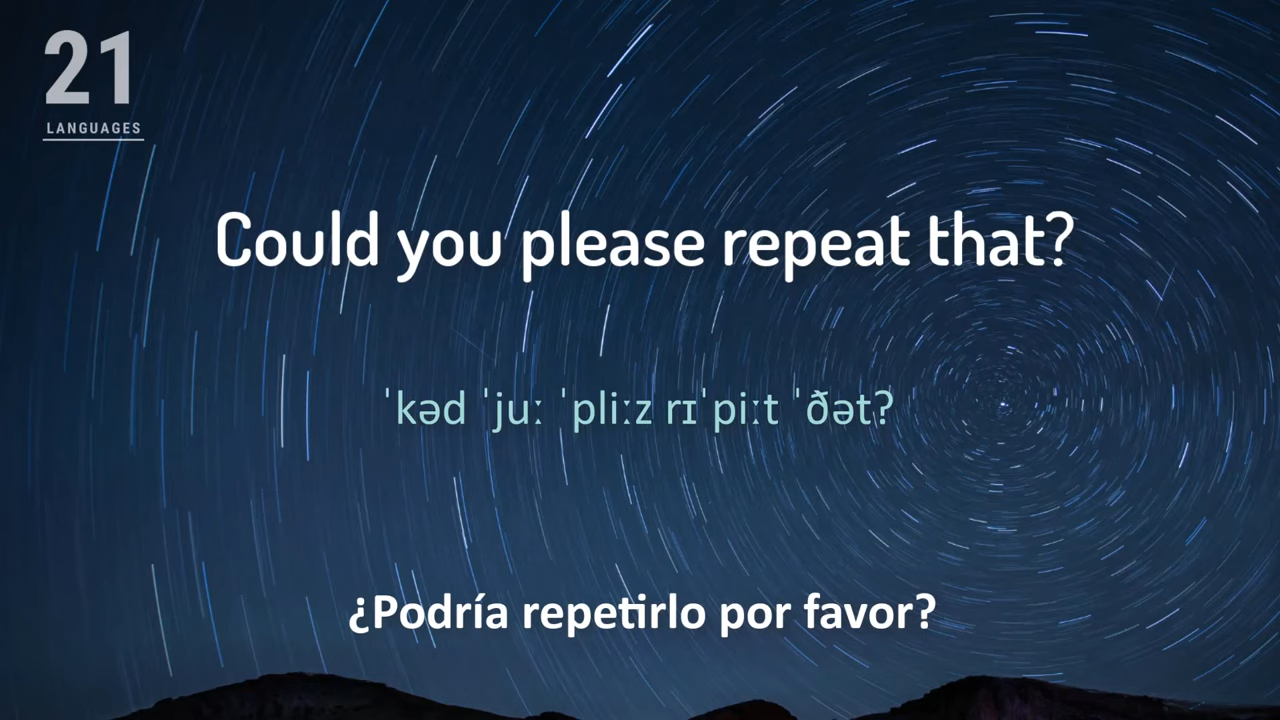 21
LANGUAGES
Could you please repeat that?
ˈkəd ˈjuː ˈpliːz rɪˈpiːt ˈðət?
¿Podría repetirlo por favor?